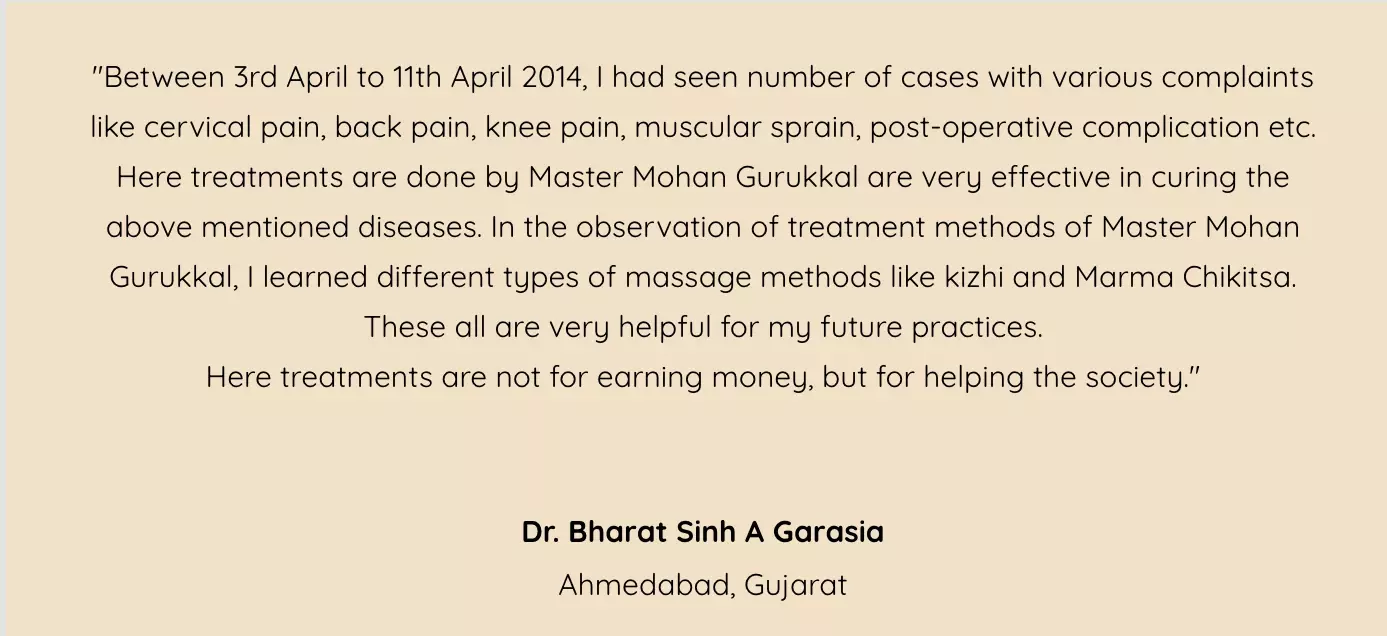 "Between 3rd April to 11th April 2014, I had seen number of cases with various complaints
like cervical pain, back pain, knee pain, muscular sprain, post-operative complication etc.
Here treatments are done by Master Mohan Gurukkal are very effective in curing the
above mentioned diseases. In the observation of treatment methods of Master Mohan
Gurukkal, I learned different types of massage methods like kizhi and Marma Chikitsa.
These all are very helpful for my future practices.
Here treatments are not for earning money, but for helping the society."
Dr. Bharat Sinh A Garasia
Ahmedabad, Gujarat